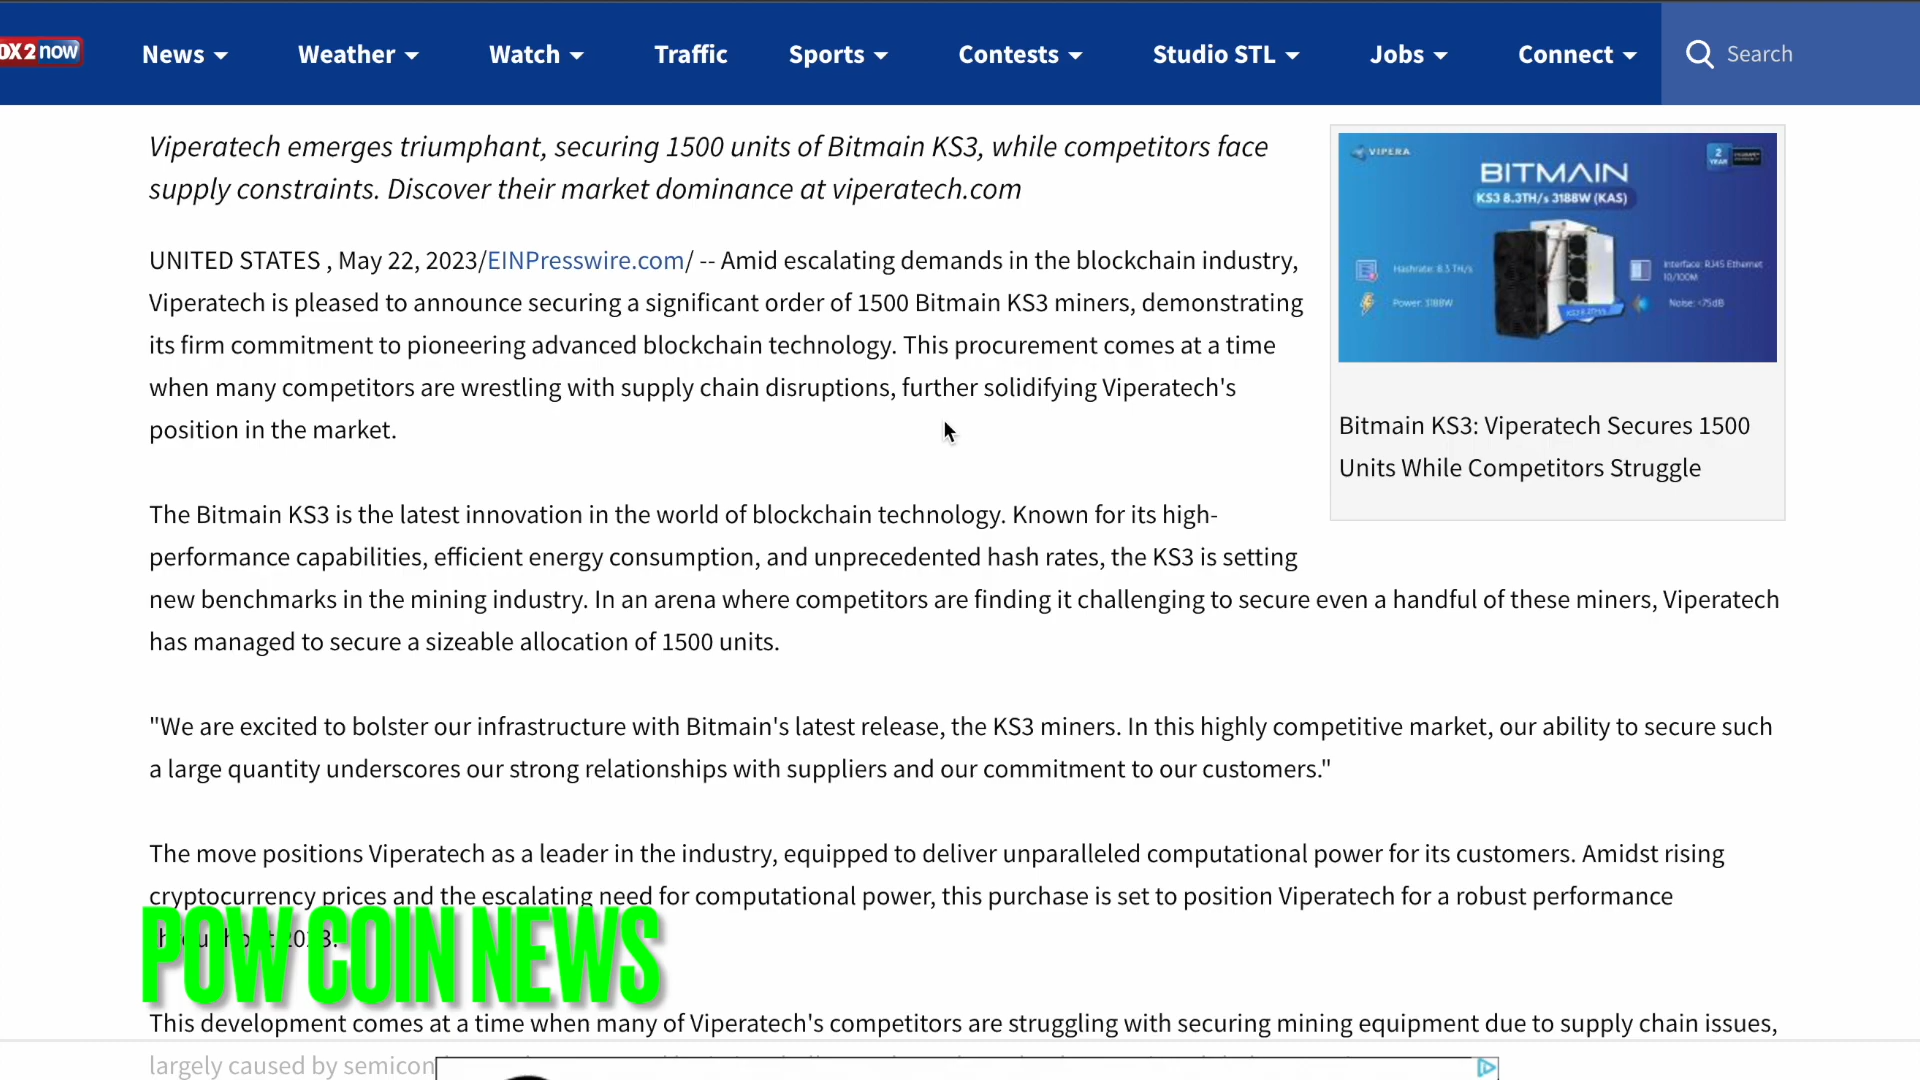 OX2 now
News
Weather
Watch
Traffic
Sports
Contests
Studio STL
Jobs
Connect
Search
Viperatech emerges triumphant, securing 1500 units of Bitmain KS3, while competitors face
supply constraints. Discover their market dominance at viperatech.com
UNITED STATES , May 22, 2023/EINPresswire.com/ -- Amid escalating demands in the blockchain industry,
Viperatech is pleased to announce securing a significant order of 1500 Bitmain KS3 miners, demonstrating
its firm commitment to pioneering advanced blockchain technology. This procurement comes at a time
when many competitors are wrestling with supply chain disruptions, further solidifying Viperatech's
position in the market.
VIPERA
2
YEAR
BITMAIN
KS3 8.3TH/s 3188W (KAS)
Hashrate: 8.3 TH/s
Power: 3188W
Interface: RJ45 Ethernet
10/100M
Noise: <75dB
KS3 8.3TH/s
Bitmain KS3: Viperatech Secures 1500
Units While Competitors Struggle
The Bitmain KS3 is the latest innovation in the world of blockchain technology. Known for its high-
performance capabilities, efficient energy consumption, and unprecedented hash rates, the KS3 is setting
new benchmarks in the mining industry. In an arena where competitors are finding it challenging to secure even a handful of these miners, Viperatech
has managed to secure a sizeable allocation of 1500 units.
"We are excited to bolster our infrastructure with Bitmain's latest release, the KS3 miners. In this highly competitive market, our ability to secure such
a large quantity underscores our strong relationships with suppliers and our commitment to our customers."
The move positions Viperatech as a leader in the industry, equipped to deliver unparalleled computational power for its customers. Amidst rising
cryptocurrency prices and the escalating need for computational power, this purchase is set to position Viperatech for a robust performance
throughout 2023.
POW COIN NEWS
This development comes at a time when many of Viperatech's competitors are struggling with securing mining equipment due to supply chain issues,
largely caused by semicon